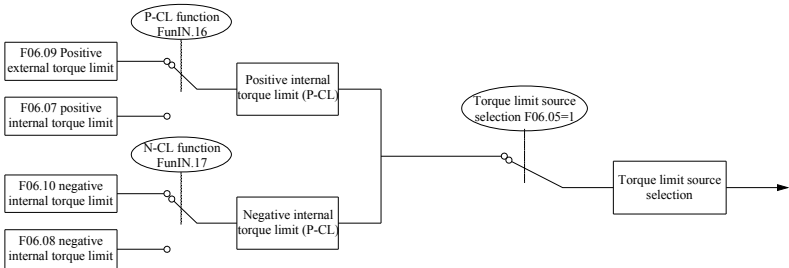 P-CL function
FunIN.16
F06.09 Positive
external torque limit
Positive internal
torque limit (P-CL)
F06.07 positive
internal torque limit
Torque limit source
selection F06.05=1
N-CL function
FunIN.17
F06.10 negative
internal torque limit
Torque limit source
selection
Negative internal
torque limit (P-CL)
F06.08 negative
internal torque limit